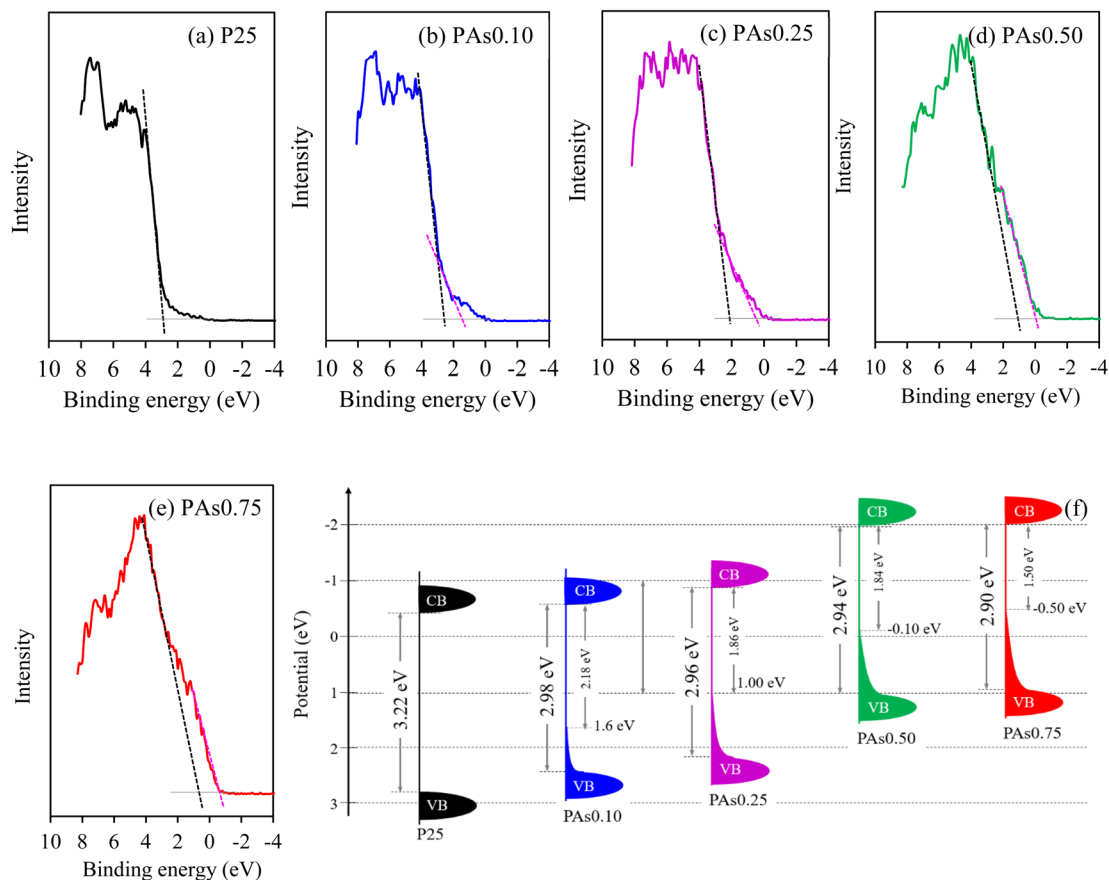 (a) P25
Intensity
10 8 6 4 2 0 -2 -4
Binding energy (eV)
(b) PAs0.10
Intensity
10 8 6 4 2 0 -2 -4
Binding energy (eV)
(c) PAs0.25
Intensity
10 8 6 4 2 0 -2 -4
Binding energy (eV)
(d) PAs0.50
Intensity
10 8 6 4 2 0 -2 -4
Binding energy (eV)
(e) PAs0.75
Intensity
10 8 6 4 2 0 -2 -4
Binding energy (eV)
(f)
Potential (eV)
-2
-1
0
1
2
3
CB
3.22 eV
VB
P25
CB
2.98 eV
2.18 eV
1.6 eV
VB
PAs0.10
CB
2.96 eV
1.86 eV
1.00 eV
VB
PAs0.25
CB
2.94 eV
1.84 eV
-0.10 eV
VB
PAs0.50
CB
2.90 eV
1.50 eV
-0.50 eV
VB
PAs0.75